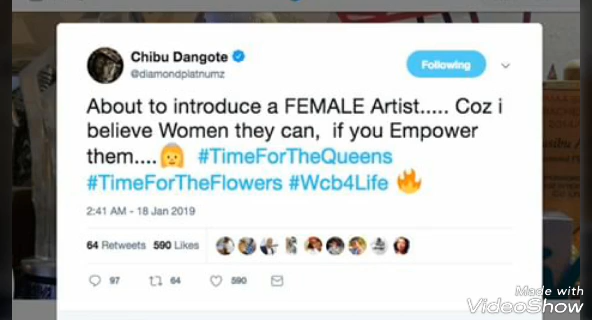 Chibu Dangote
@diamondplatnumz
Following
About to introduce a FEMALE Artist..... Coz i
believe Women they can, if you Empower
them.... #TimeForTheQueens
#TimeForTheFlowers #Wcb4Life
2:41 AM - 18 Jan 2019
64 Retweets 590 Likes
97 64 590
Made with
VideoShow